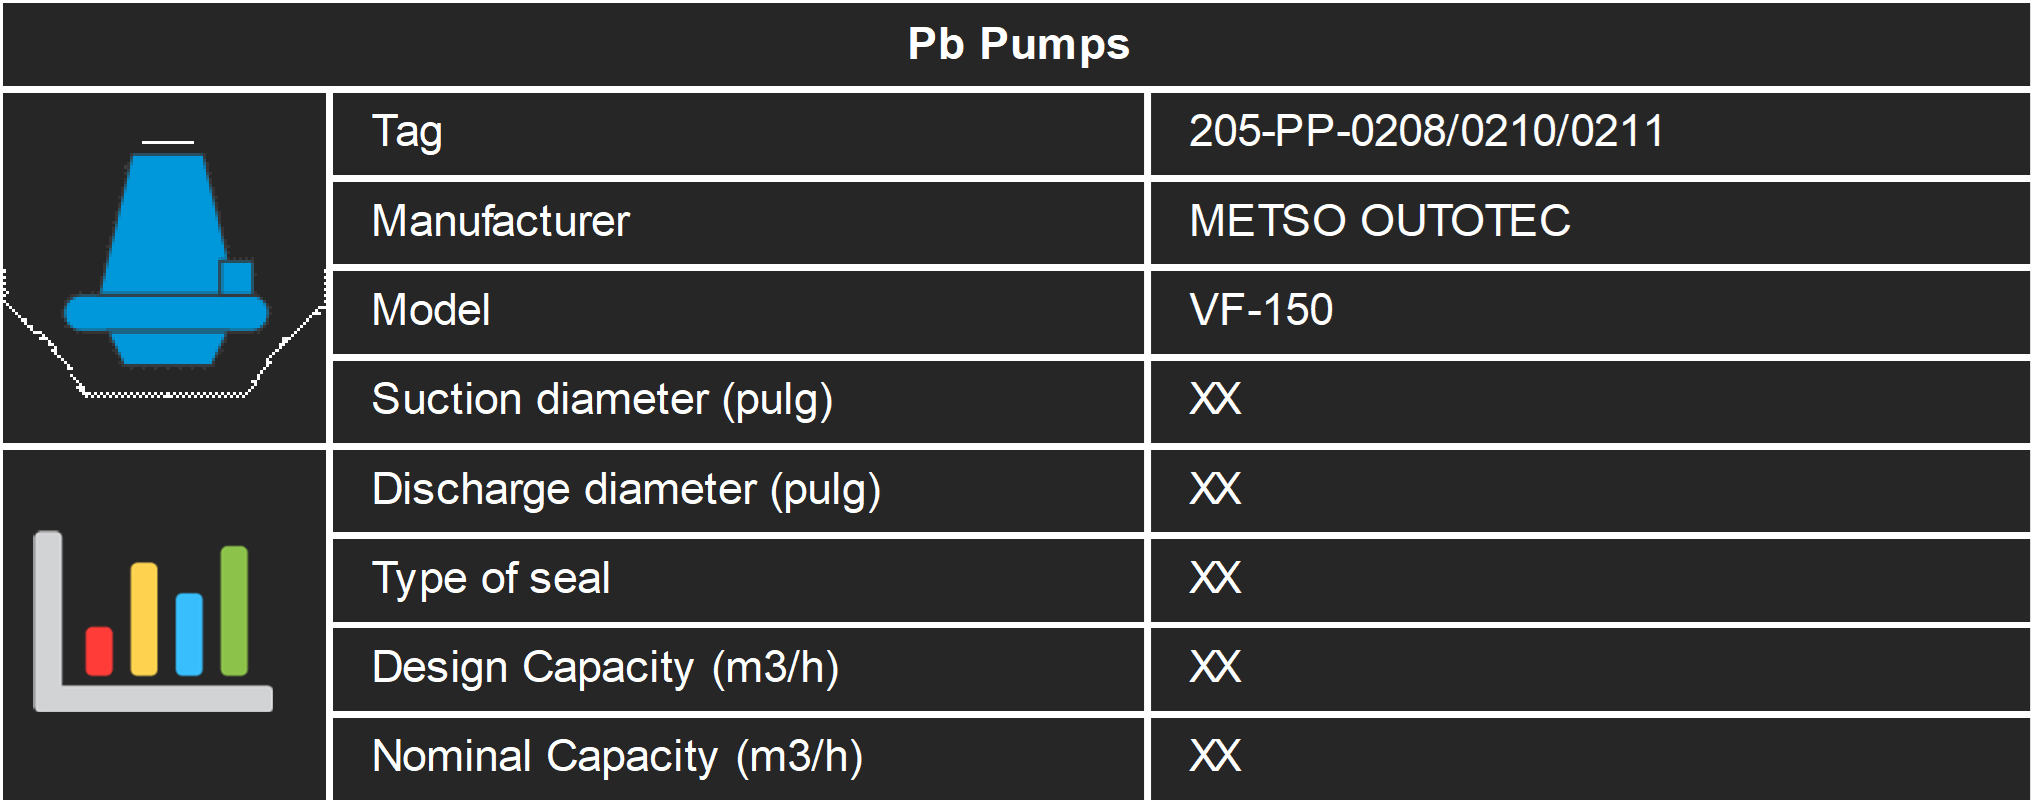 Pb Pumps
Tag 205-PP-0208/0210/0211
Manufacturer METSO OUTOTEC
Model VF-150
Suction diameter (pulg) XX
Discharge diameter (pulg) XX
Type of seal XX
Design Capacity (m3/h) XX
Nominal Capacity (m3/h) XX